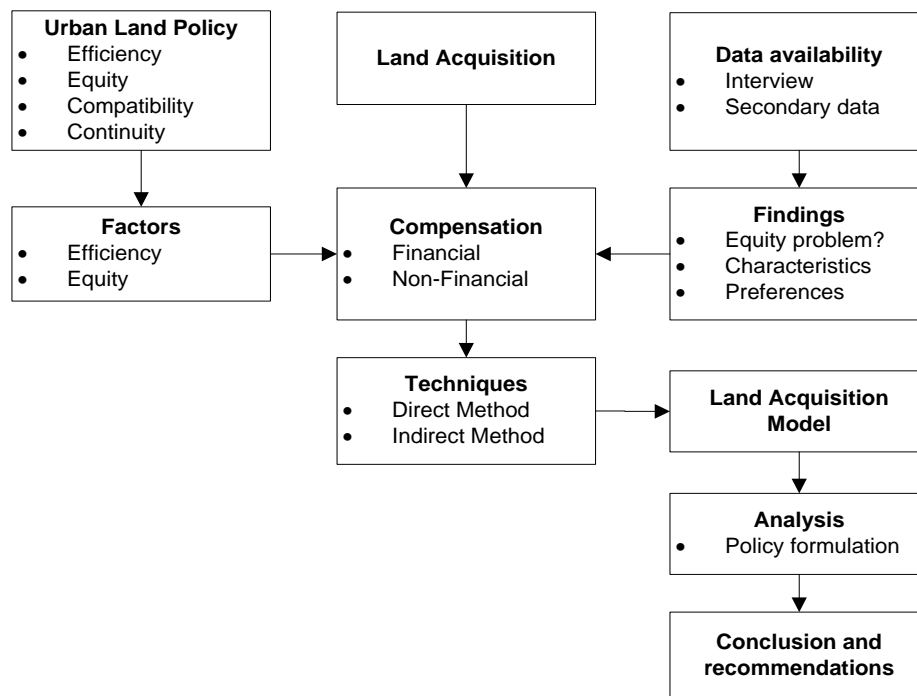 Urban Land Policy
• Efficiency
• Equity
• Compatibility
• Continuity
Land Acquisition
Data availability
• Interview
• Secondary data
Factors
• Efficiency
• Equity
Compensation
• Financial
• Non-Financial
Findings
• Equity problem?
• Characteristics
• Preferences
Techniques
• Direct Method
• Indirect Method
Land Acquisition
Model
Analysis
• Policy formulation
Conclusion and
recommendations